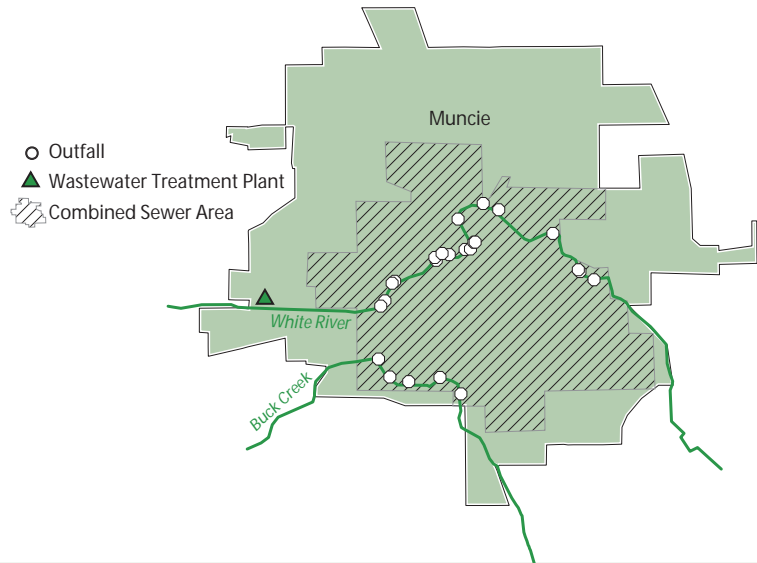 Muncie
Outfall
Wastewater Treatment Plant
Combined Sewer Area
White River
Buck Creek